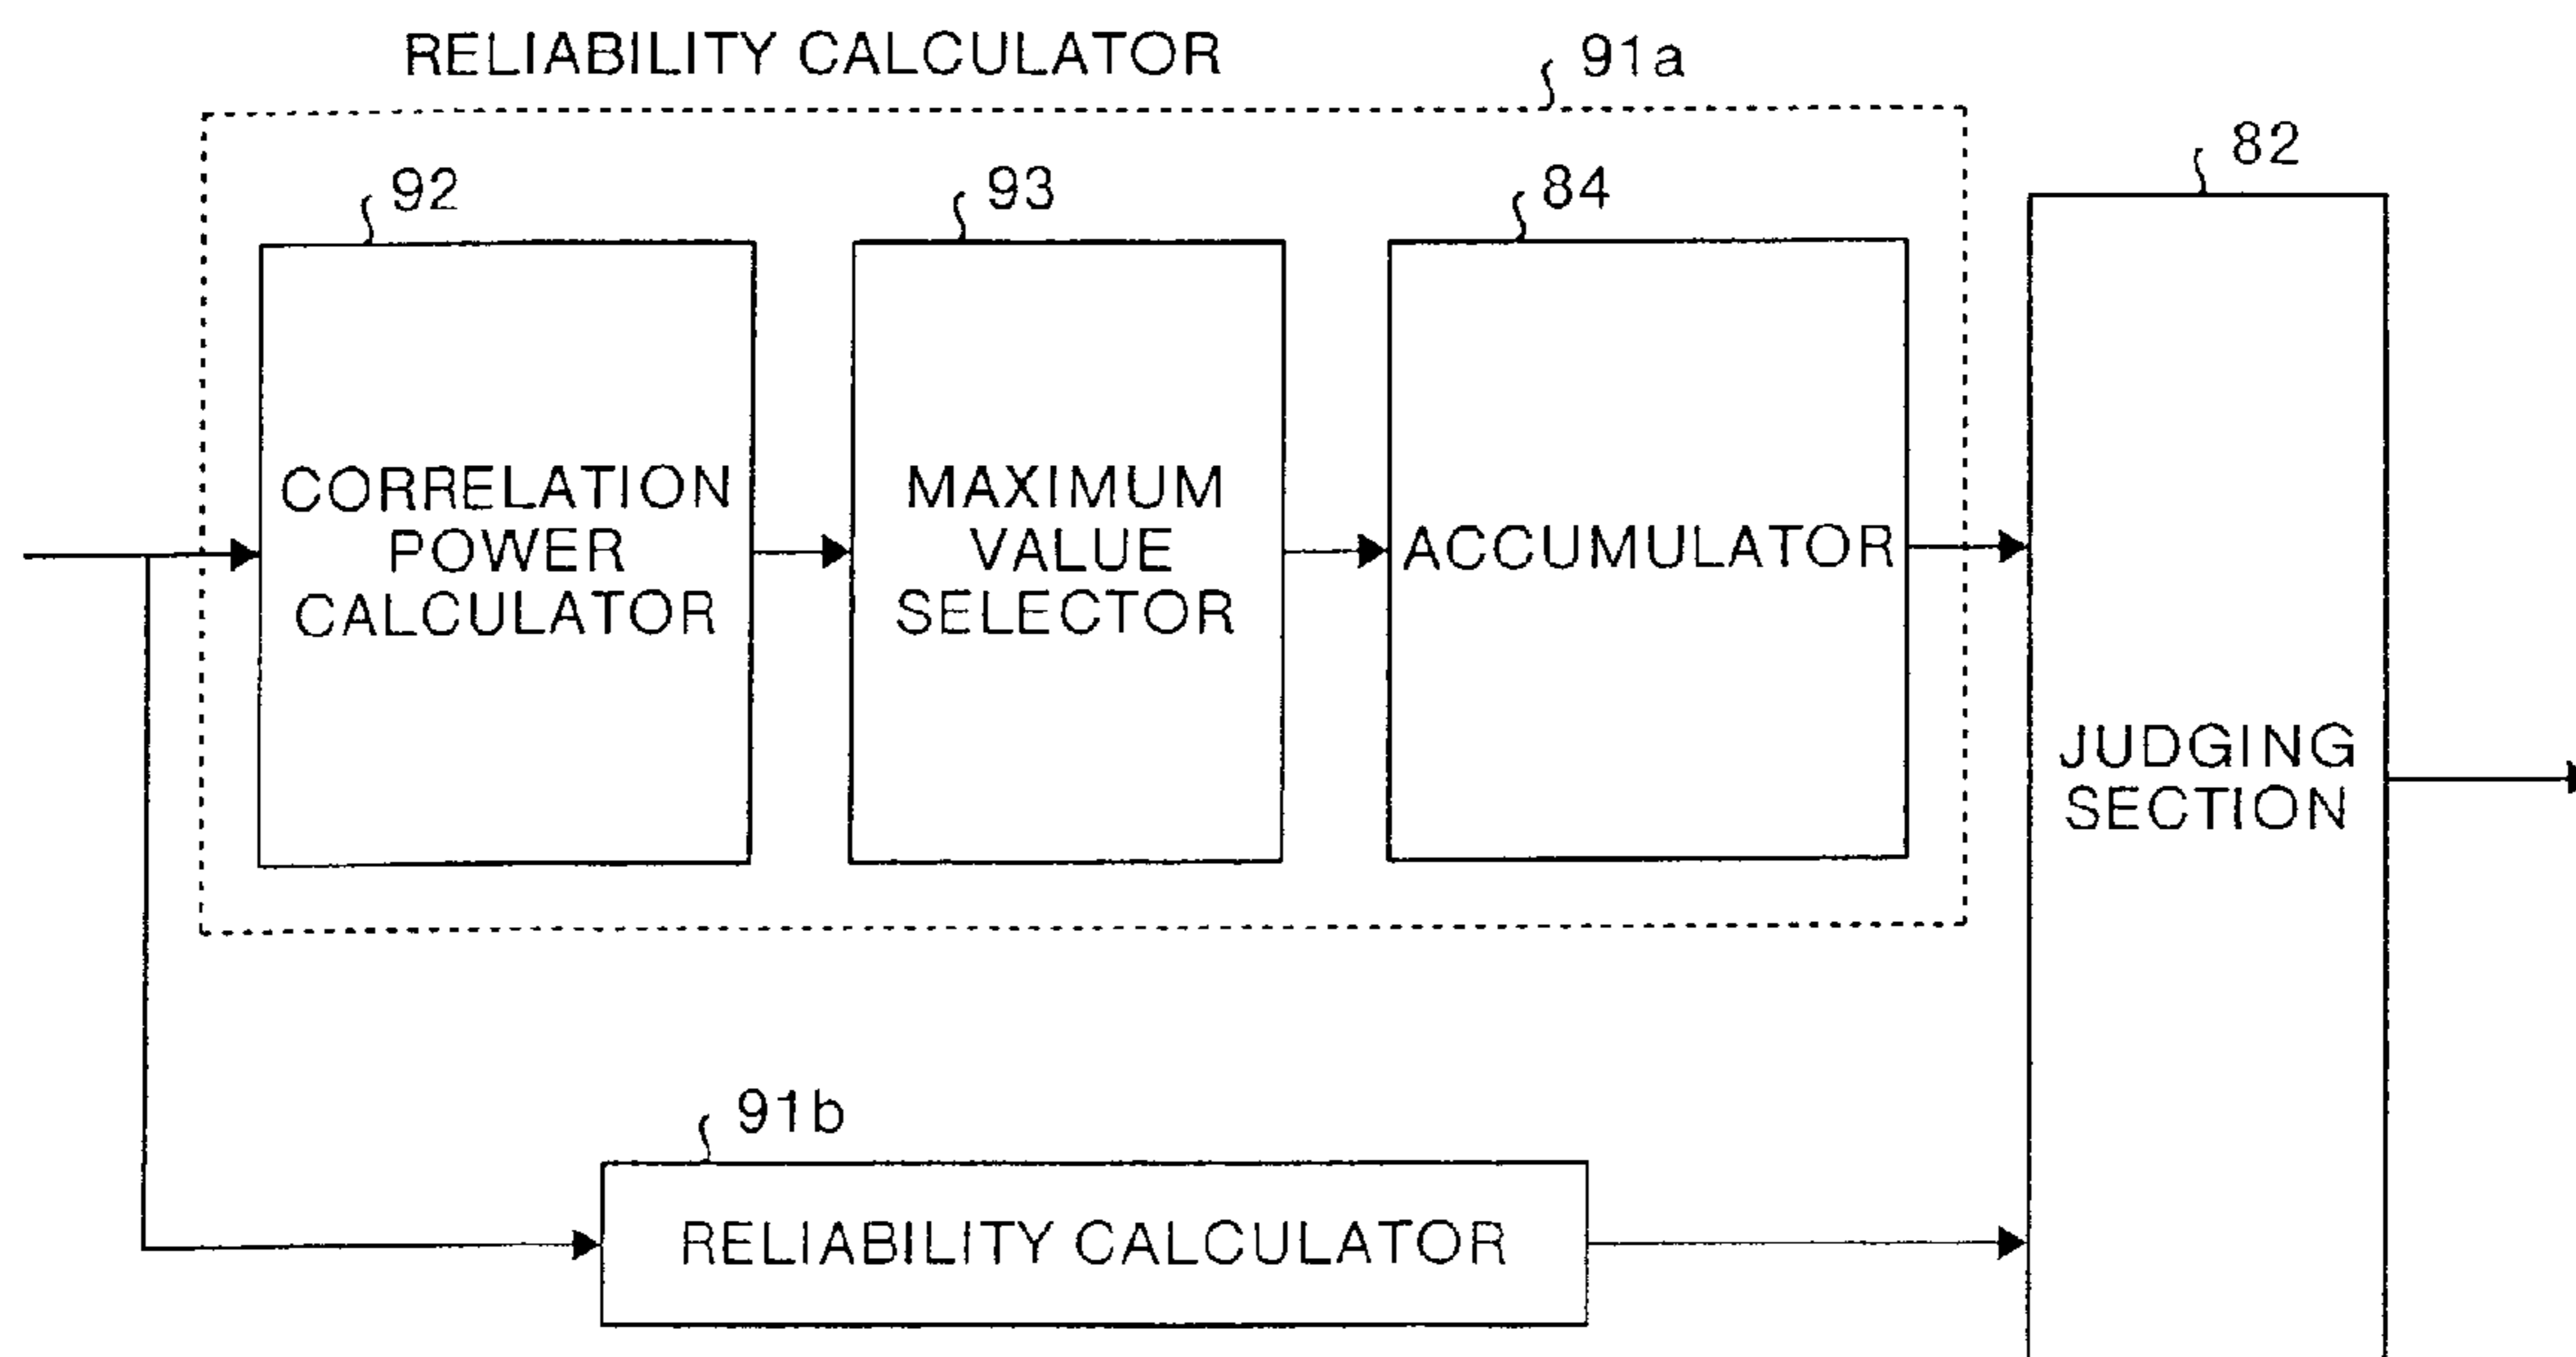 RELIABILITY CALCULATOR
91a
82
92
93
84
CORRELATION
POWER
CALCULATOR
MAXIMUM
VALUE
SELECTOR
ACCUMULATOR
JUDGING
SECTION
91b
RELIABILITY CALCULATOR